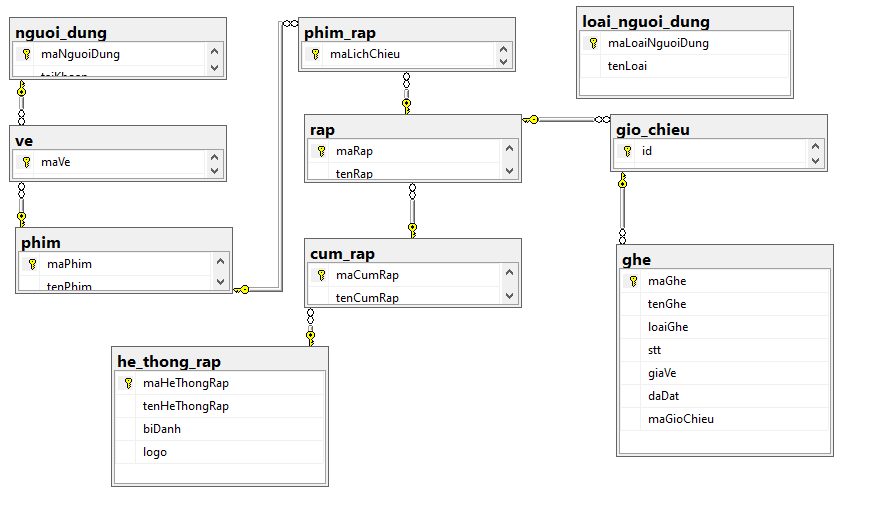 nguoi_dung
maNguoiDung
taiKhoan
ve
maVe
phim
maPhim
tenPhim
phim_rap
maLichChieu
rap
maRap
tenRap
cum_rap
maCumRap
tenCumRap
he_thong_rap
maHeThongRap
tenHeThongRap
biDanh
logo
loai_nguoi_dung
maLoaiNguoiDung
tenLoai
gio_chieu
id
ghe
maGhe
tenGhe
loaiGhe
stt
giaVe
daDat
maGioChieu